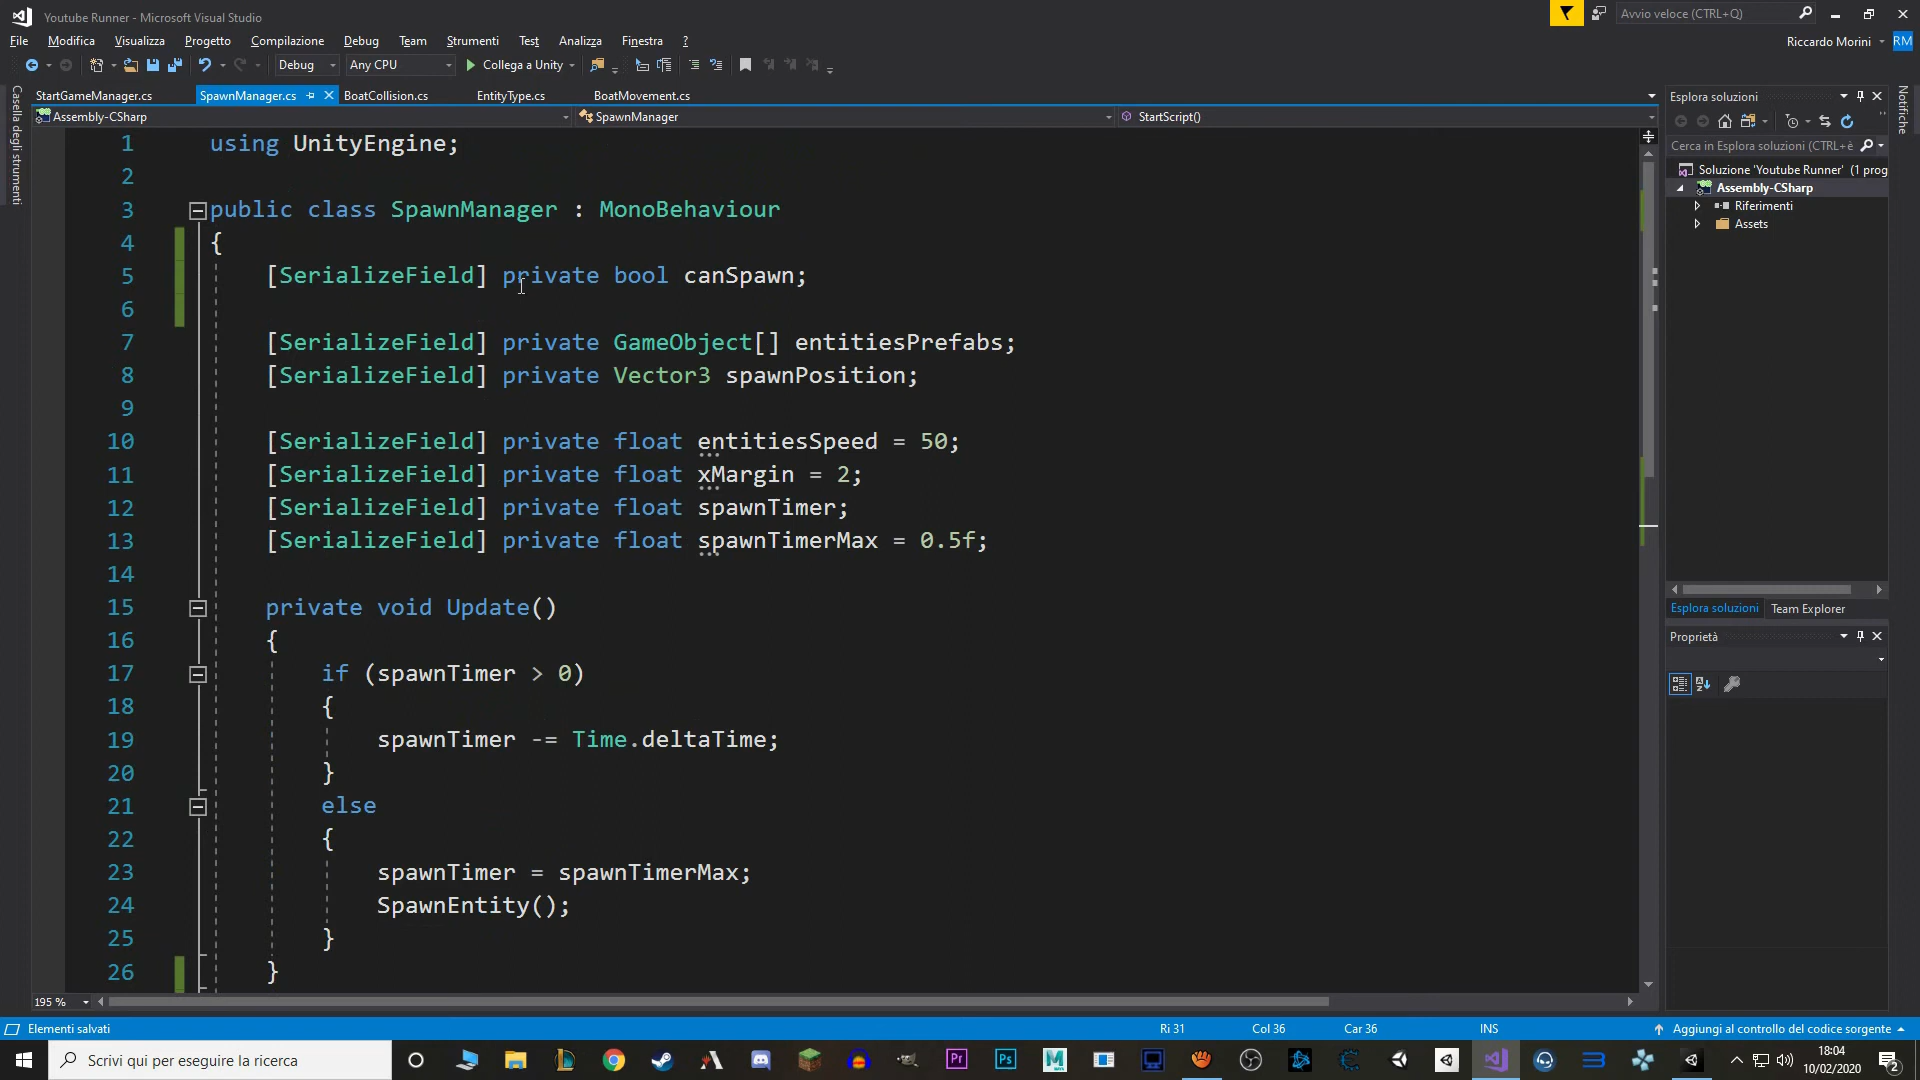 Youtube Runner - Microsoft Visual Studio
Avvio veloce (CTRL+Q)
File Modifica Visualizza Progetto Compilazione Debug Team Strumenti Test Analizza Finestra ?
Riccardo Morini RM
Debug Any CPU Collega a Unity
StartGameManager.cs SpawnManager.cs BoatCollision.cs EntityType.cs BoatMovement.cs
Assembly-CSharp SpawnManager StartScript()
Casella degli strumenti
1 using UnityEngine;
2
3 public class SpawnManager : MonoBehaviour
4 {
5 [SerializeField] private bool canSpawn;
6
7 [SerializeField] private GameObject[] entitiesPrefabs;
8 [SerializeField] private Vector3 spawnPosition;
9
10 [SerializeField] private float entitiesSpeed = 50;
11 [SerializeField] private float xMargin = 2;
12 [SerializeField] private float spawnTimer;
13 [SerializeField] private float spawnTimerMax = 0.5f;
14
15 private void Update()
16 {
17 if (spawnTimer > 0)
18 {
19 spawnTimer -= Time.deltaTime;
20 }
21 else
22 {
23 spawnTimer = spawnTimerMax;
24 SpawnEntity();
25 }
26 }
195 %
Esplora soluzioni
Cerca in Esplora soluzioni (CTRL+è
Soluzione 'Youtube Runner' (1 prog
Assembly-CSharp
Riferimenti
Assets
Esplora soluzioni Team Explorer
Proprietà
Notifiche
Elementi salvati Ri 31 Col 36 Car 36 INS Aggiungi al controllo del codice sorgente
Scrivi qui per eseguire la ricerca
Pr Ps M
18:04
10/02/2020
2